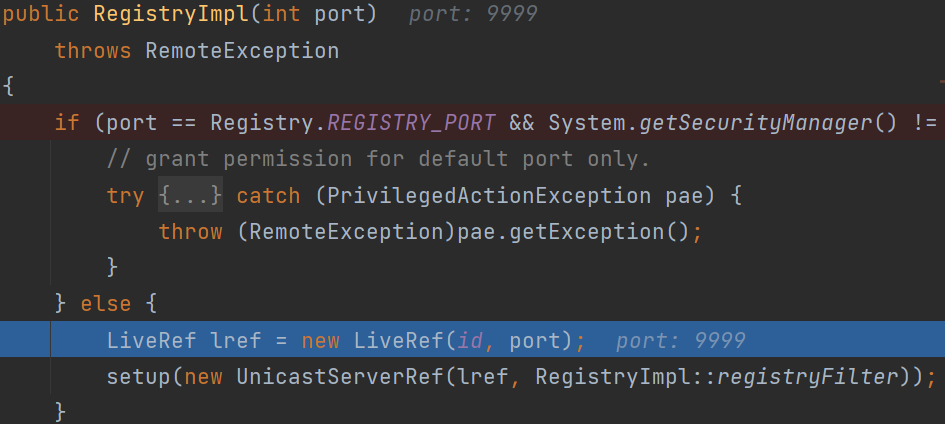 public RegistryImpl(int port)   port: 9999
    throws RemoteException
{
    if (port == Registry.REGISTRY_PORT && System.getSecurityManager() !=
        // grant permission for default port only.
        try {...} catch (PrivilegedActionException pae) {
            throw (RemoteException)pae.getException();
        }
    } else {
        LiveRef lref = new LiveRef(id, port);   port: 9999
        setup(new UnicastServerRef(lref, RegistryImpl::registryFilter));
    }